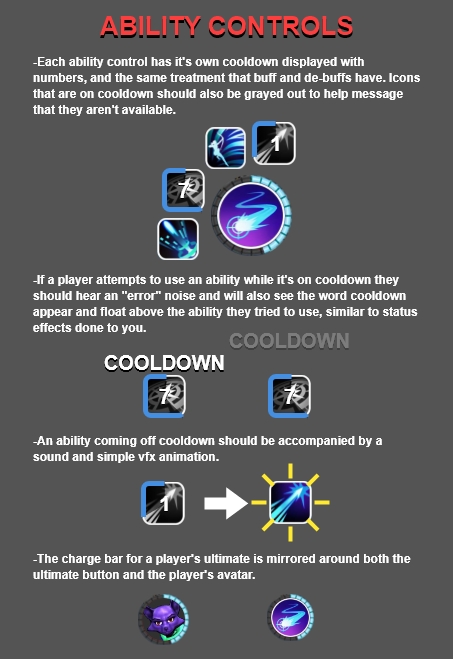 ABILITY CONTROLS
-Each ability control has it's own cooldown displayed with
numbers, and the same treatment that buff and de-buffs have. Icons
that are on cooldown should also be grayed out to help message
that they aren't available.
1
7
-If a player attempts to use an ability while it's on cooldown they
should hear an "error" noise and will also see the word cooldown
appear and float above the ability they tried to use, similar to status
effects done to you.
COOLDOWN
COOLDOWN
7 7
-An ability coming off cooldown should be accompanied by a
sound and simple vfx animation.
1
-The charge bar for a player's ultimate is mirrored around both the
ultimate button and the player's avatar.